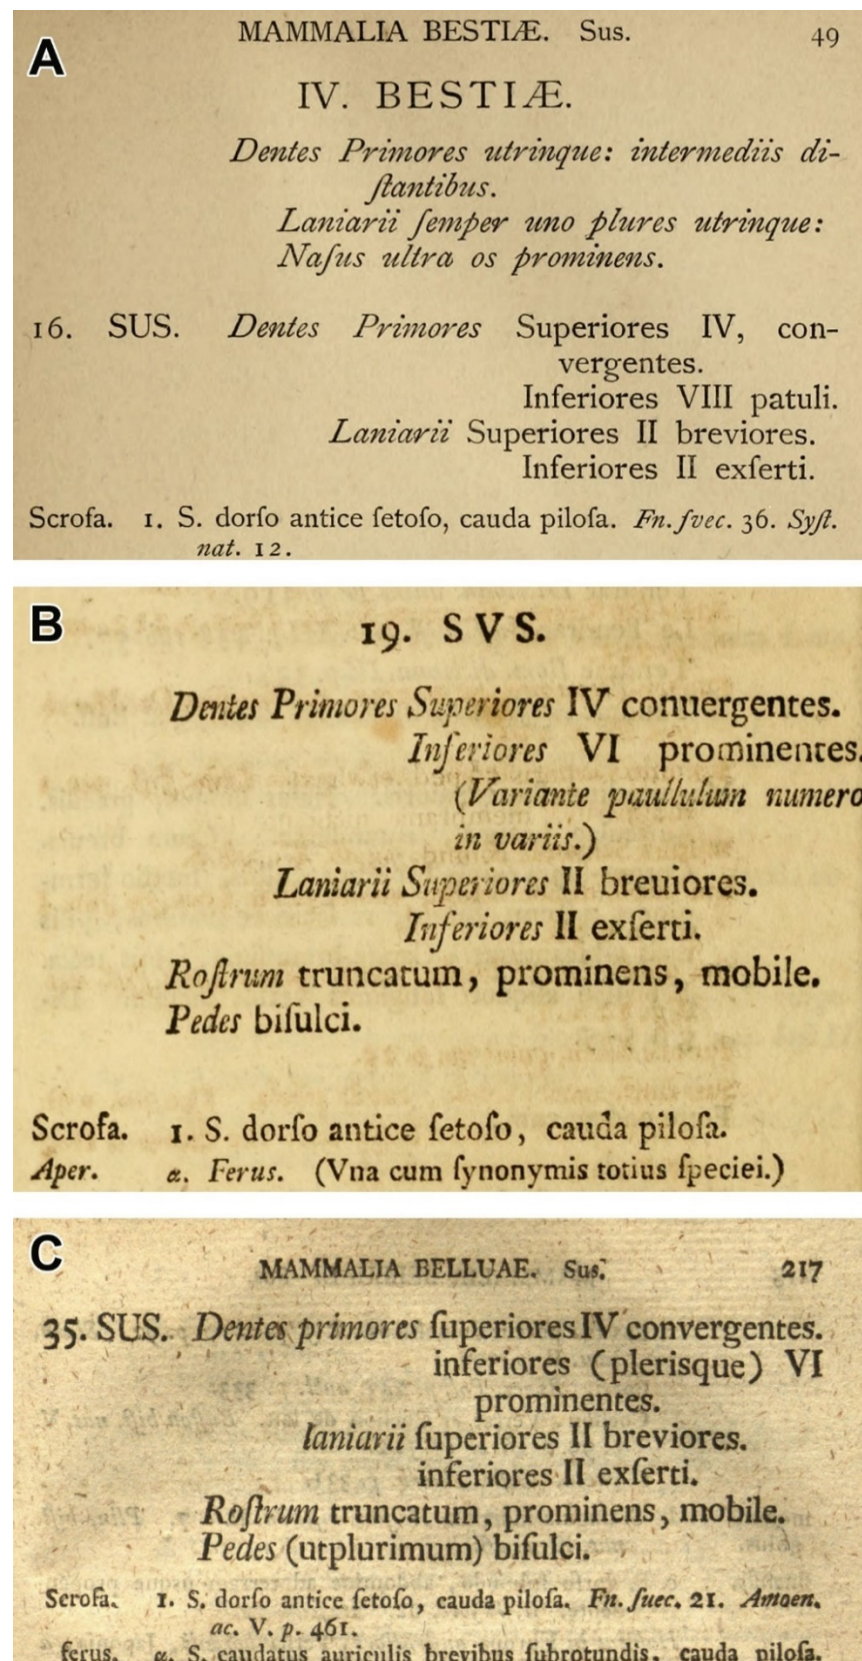 A
MAMMALIA BESTIÆ. Sus. 49
IV. BESTIÆ.
Dentes Primores utrinque: intermediis di-
ſtantibus.
Laniarii ſemper uno plures utrinque:
Naſus ultra os prominens.
16. SUS. Dentes Primores Superiores IV, con-
vergentes.
Inferiores VIII patuli.
Laniarii Superiores II breviores.
Inferiores II exſerti.
Scrofa. 1. S. dorſo antice ſetoſo, cauda piloſa. Fn. ſvec. 36. Syſt.
nat. 12.
B
19. SVS.
Dentes Primores Superiores IV conuergentes.
Inferiores VI prominentes.
(Variante paullulum numero
in variis.)
Laniarii Superiores II breuiores.
Inferiores II exſerti.
Roſtrum truncatum, prominens, mobile.
Pedes biſulci.
Scrofa. 1. S. dorſo antice ſetoſo, cauda piloſa.
Aper. α. Ferus. (Vna cum ſynonymis totius ſpeciei.)
C
MAMMALIA BELLUAE. Sus. 217
35. SUS. Dentes primores ſuperiores IV convergentes.
inferiores (plerisque) VI
prominentes.
laniarii ſuperiores II breviores.
inferiores II exſerti.
Roſtrum truncatum, prominens, mobile.
Pedes (utplurimum) biſulci.
Scrofa. 1. S. dorſo antice ſetoſo, cauda piloſa. Fn. ſuec. 21. Amoen.
ac. V. p. 461.
ferus. α. S. caudatus auriculis brevibus ſubrotundis, cauda piloſa.